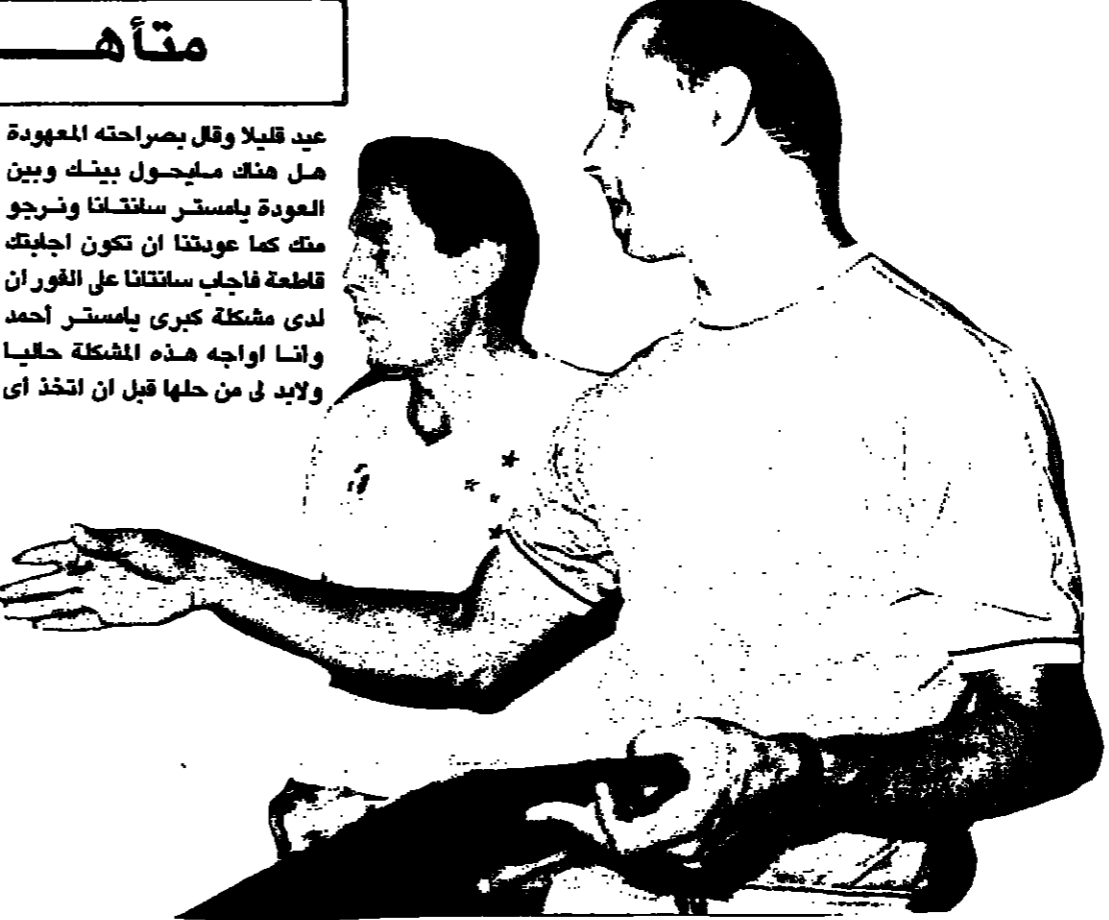 متأهـ
عيد قليلا وقال بصراحته المعهودة
هل هناك مايحول بينك وبين
العودة يامستر سانتانا ونرجو
منك كما عودتنا ان تكون اجابتك
قاطعة فاجاب سانتانا على الفور ان
لدى مشكلة كبرى يامستر أحمد
وانا اواجه هذه المشكلة حاليا
ولابد لى من حلها قبل ان اتخذ أى